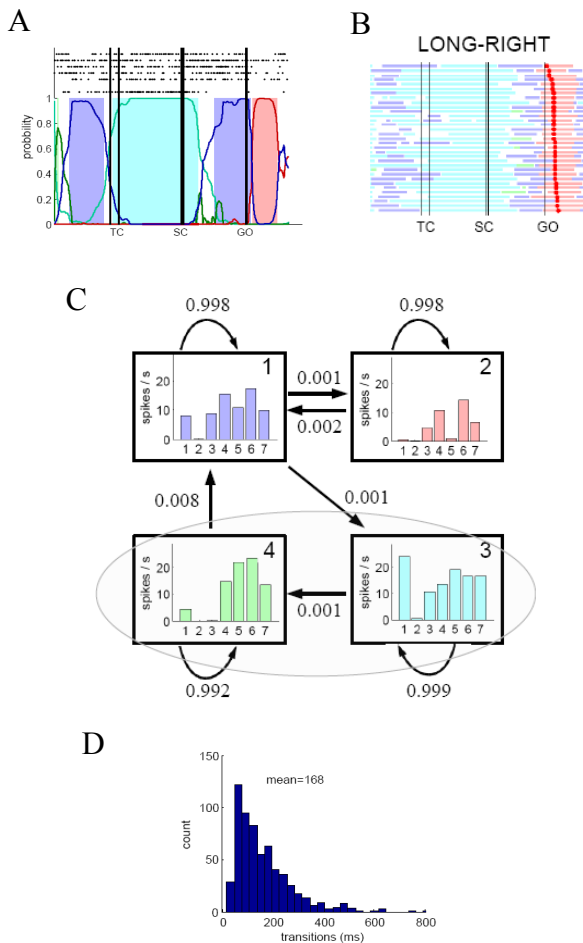 A
probability
1
0.8
0.6
0.4
0.2
0
TC SC GO
B
LONG-RIGHT
TC SC GO
C
0.998
0.998
1
spikes / s
20
10
0
1 2 3 4 5 6 7
0.001
0.002
2
spikes / s
20
10
0
1 2 3 4 5 6 7
0.008
0.001
4
spikes / s
20
10
0
1 2 3 4 5 6 7
0.001
3
spikes / s
20
10
0
1 2 3 4 5 6 7
0.992
0.999
D
150
100
50
0
count
mean=168
0 200 400 600 800
transitions (ms)